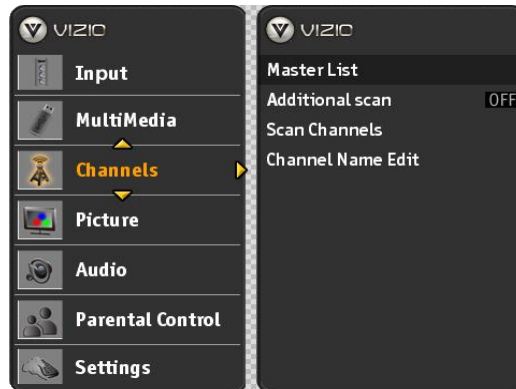 VIZIO
Input
MultiMedia
Channels
Picture
Audio
Parental Control
Settings
VIZIO
Master List
Additional scan OFF
Scan Channels
Channel Name Edit